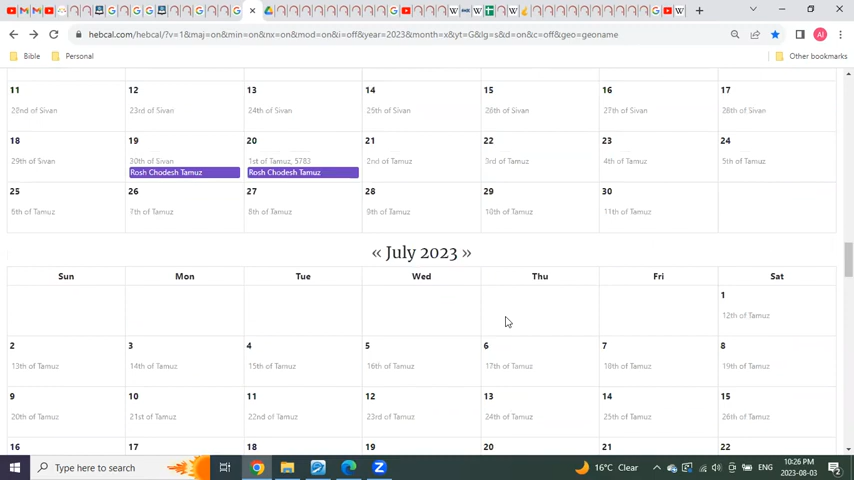 hebcal.com/hebcal/?v=1&maj=on&min=on&nx=on&mod=on&i=off&year=2023&month=x&yt=G&lg=s&d=on&c=off&geo=geoname
AI
Bible Personal Other bookmarks
11 12 13 14 15 16 17
22nd of Sivan 23rd of Sivan 24th of Sivan 25th of Sivan 26th of Sivan 27th of Sivan 28th of Sivan
18 19 20 21 22 23 24
29th of Sivan 30th of Sivan 1st of Tamuz, 5783 2nd of Tamuz 3rd of Tamuz 4th of Tamuz 5th of Tamuz
Rosh Chodesh Tamuz Rosh Chodesh Tamuz
25 26 27 28 29 30
6th of Tamuz 7th of Tamuz 8th of Tamuz 9th of Tamuz 10th of Tamuz 11th of Tamuz
« July 2023 »
Sun Mon Tue Wed Thu Fri Sat
1
12th of Tamuz
2 3 4 5 6 7 8
13th of Tamuz 14th of Tamuz 15th of Tamuz 16th of Tamuz 17th of Tamuz 18th of Tamuz 19th of Tamuz
9 10 11 12 13 14 15
20th of Tamuz 21st of Tamuz 22nd of Tamuz 23rd of Tamuz 24th of Tamuz 25th of Tamuz 26th of Tamuz
16 17 18 19 20 21 22
Type here to search 16°C Clear ENG 10:26 PM
2023-08-03 2